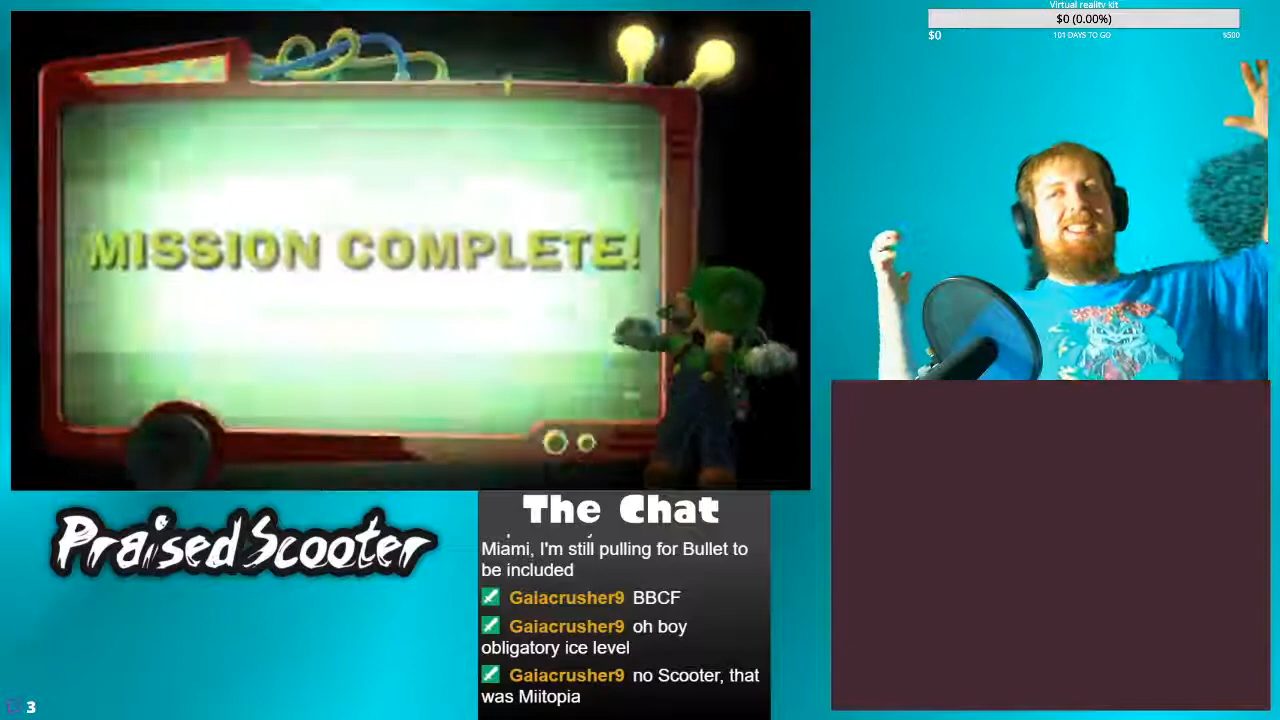 Virtual reality kit
$0 (0.00%)
$0 101 DAYS TO GO $500
MISSION COMPLETE!
PraisedScooter
The Chat
Miami, I'm still pulling for Bullet to
be included
Gaiacrusher9 BBCF
Gaiacrusher9 oh boy
obligatory ice level
Gaiacrusher9 no Scooter, that
was Miitopia
3